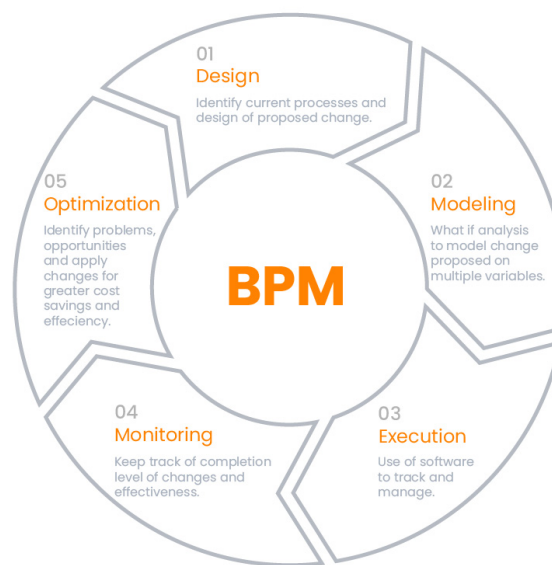 01
Design
Identify current processes and
design of proposed change.
02
Modeling
What if analysis
to model change
proposed on
multiple variables.
03
Execution
Use of software
to track and
manage.
04
Monitoring
Keep track of completion
level of changes and
effectiveness.
05
Optimization
Identify problems,
opportunities
and apply
changes for
greater cost
savings and
effeciency.
BPM